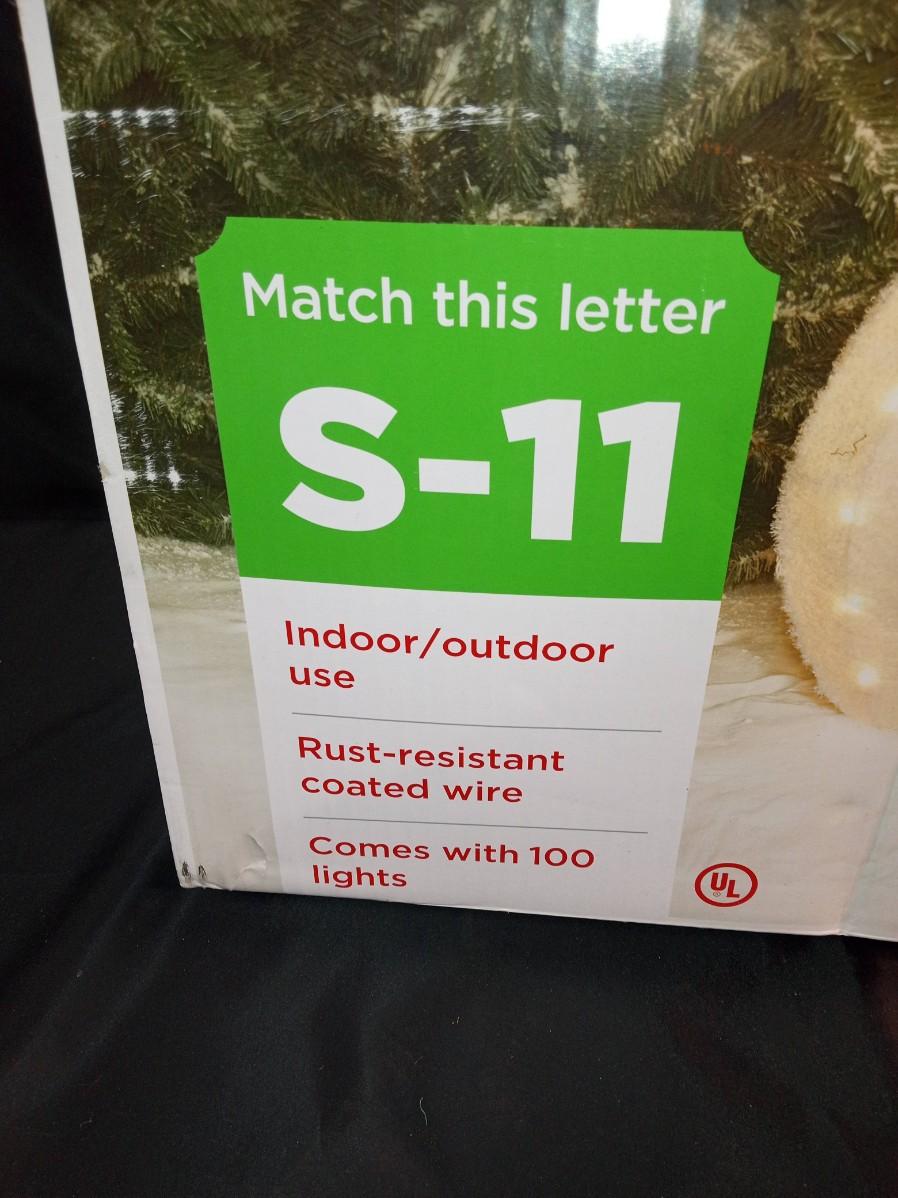 Match this letter
S-11
Indoor/outdoor
use
Rust-resistant
coated wire
Comes with 100
lights
UL